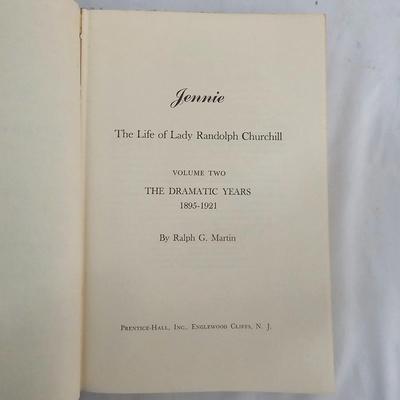 Jennie
The Life of Lady Randolph Churchill
VOLUME TWO
THE DRAMATIC YEARS
1895-1921
By Ralph G. Martin
Prentice-Hall, Inc. Englewood Cliffs, N. J.